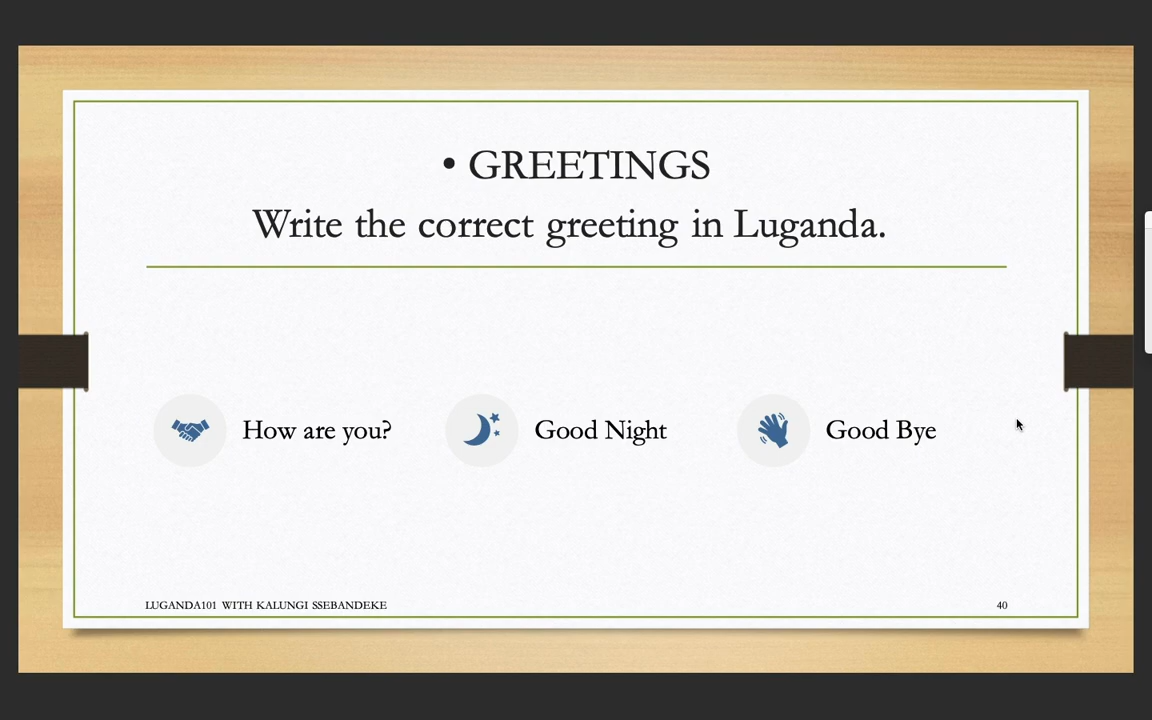 • GREETINGS
Write the correct greeting in Luganda.
How are you?
Good Night
Good Bye
LUGANDA101 WITH KALUNGI SSEBANDEKE
40